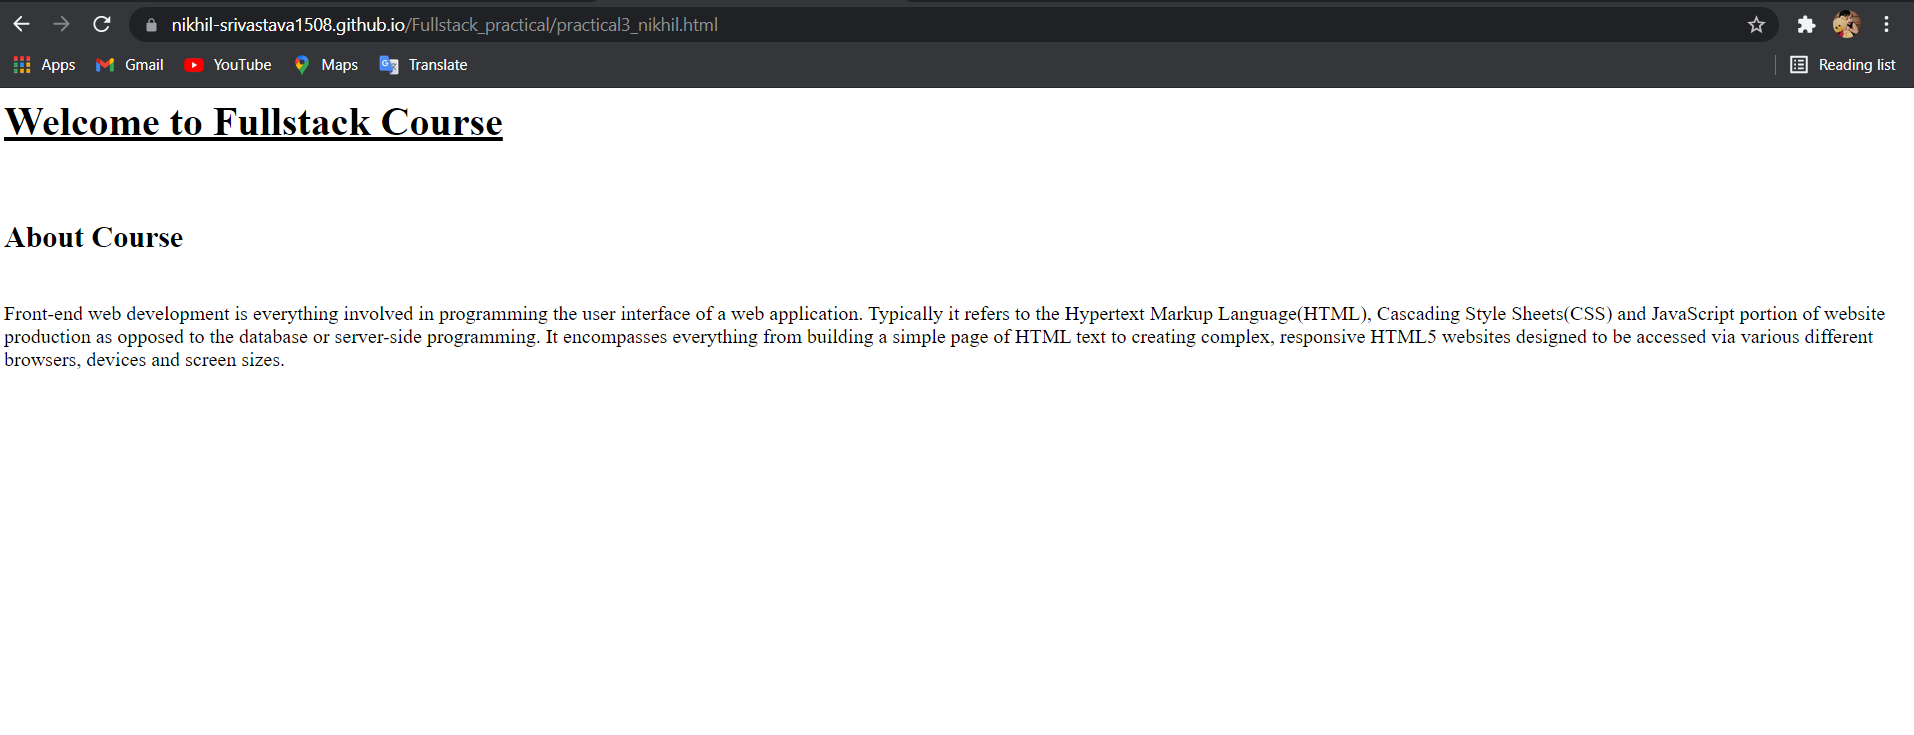 nikhil-srivastava1508.github.io/Fullstack_practical/practical3_nikhil.html
Apps Gmail YouTube Maps Translate Reading list
Welcome to Fullstack Course
About Course
Front-end web development is everything involved in programming the user interface of a web application. Typically it refers to the Hypertext Markup Language(HTML), Cascading Style Sheets(CSS) and JavaScript portion of website
production as opposed to the database or server-side programming. It encompasses everything from building a simple page of HTML text to creating complex, responsive HTML5 websites designed to be accessed via various different
browsers, devices and screen sizes.